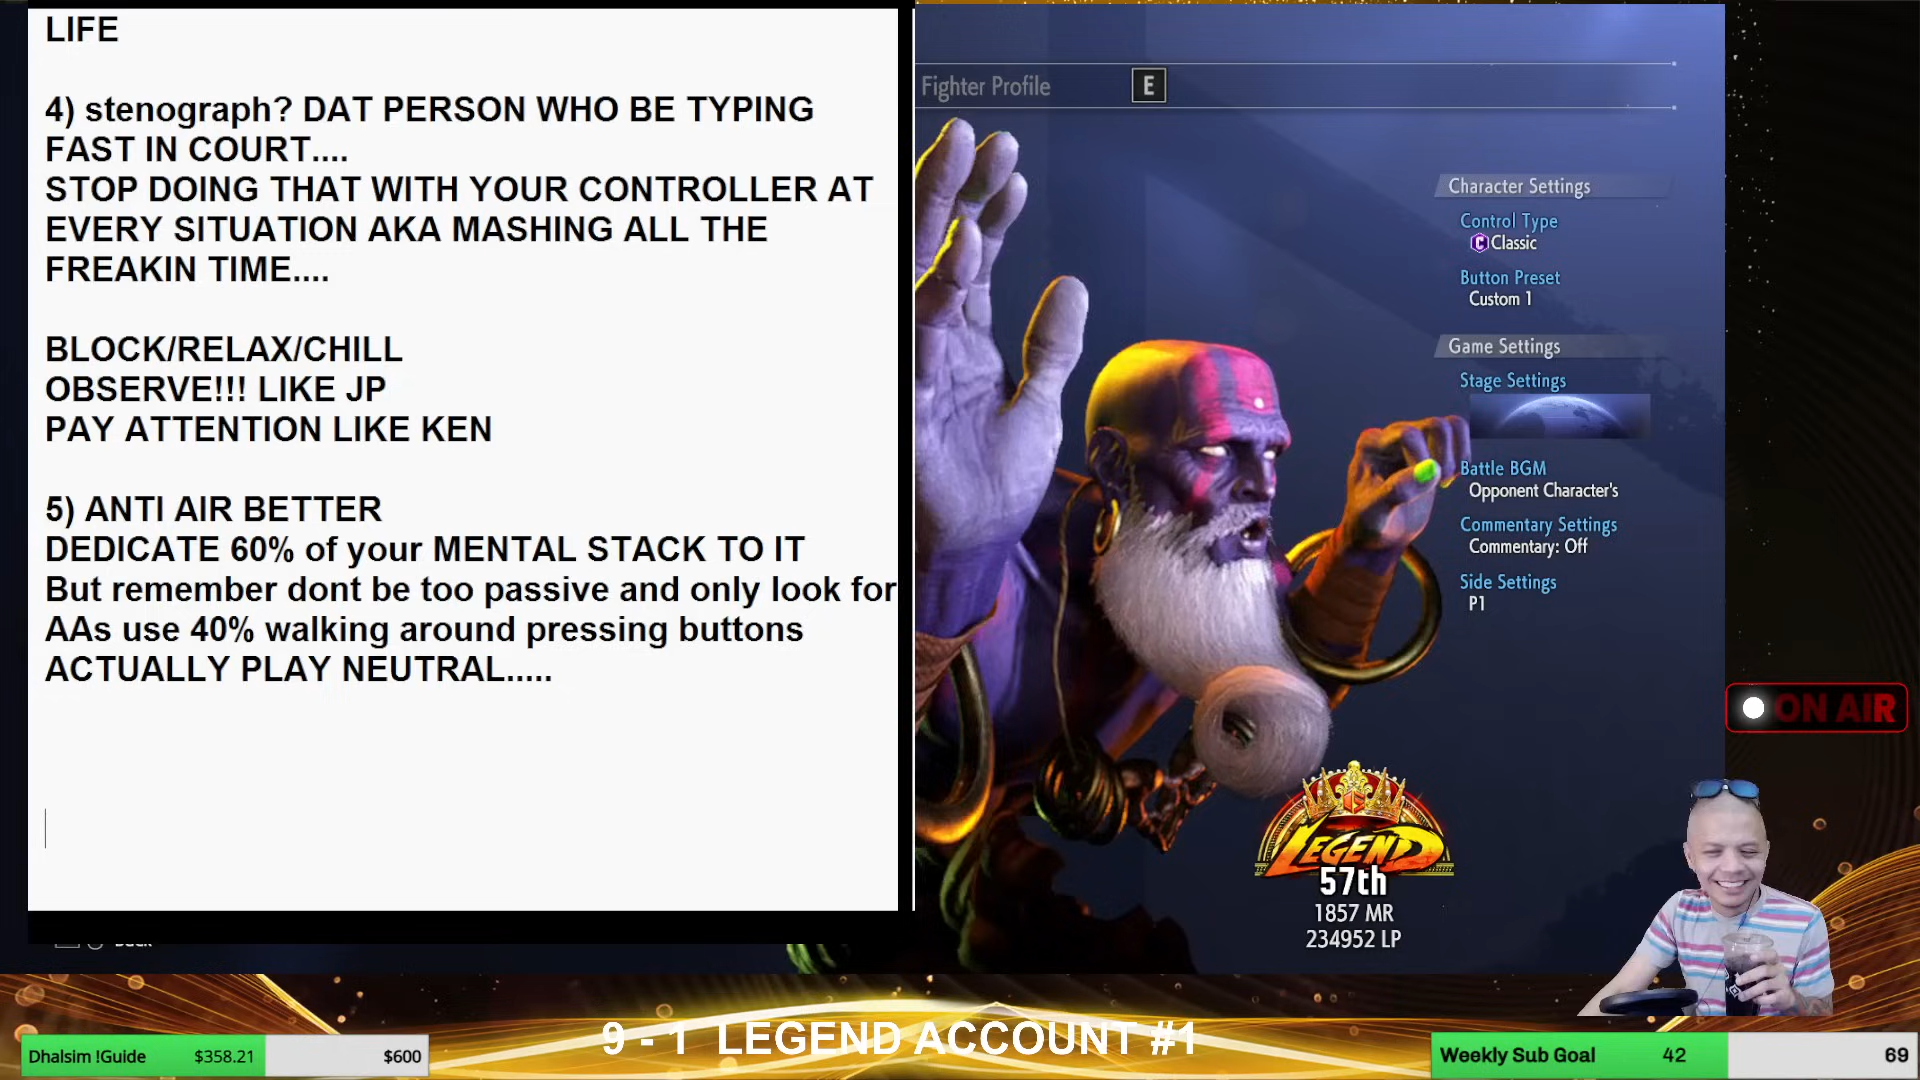 LIFE
4) stenograph? DAT PERSON WHO BE TYPING
FAST IN COURT....
STOP DOING THAT WITH YOUR CONTROLLER AT
EVERY SITUATION AKA MASHING ALL THE
FREAKIN TIME....
BLOCK/RELAX/CHILL
OBSERVE!!! LIKE JP
PAY ATTENTION LIKE KEN
5) ANTI AIR BETTER
DEDICATE 60% of your MENTAL STACK TO IT
But remember dont be too passive and only look for
AAs use 40% walking around pressing buttons
ACTUALLY PLAY NEUTRAL.....
Fighter Profile
E
Character Settings
Control Type
C Classic
Button Preset
Custom 1
Game Settings
Stage Settings
Battle BGM
Opponent Character's
Commentary Settings
Commentary: Off
Side Settings
P1
LEGEND
57th
1857 MR
234952 LP
ON AIR
Back
9 - 1 LEGEND ACCOUNT #1
Dhalsim !Guide $358.21 $600
Weekly Sub Goal 42 69